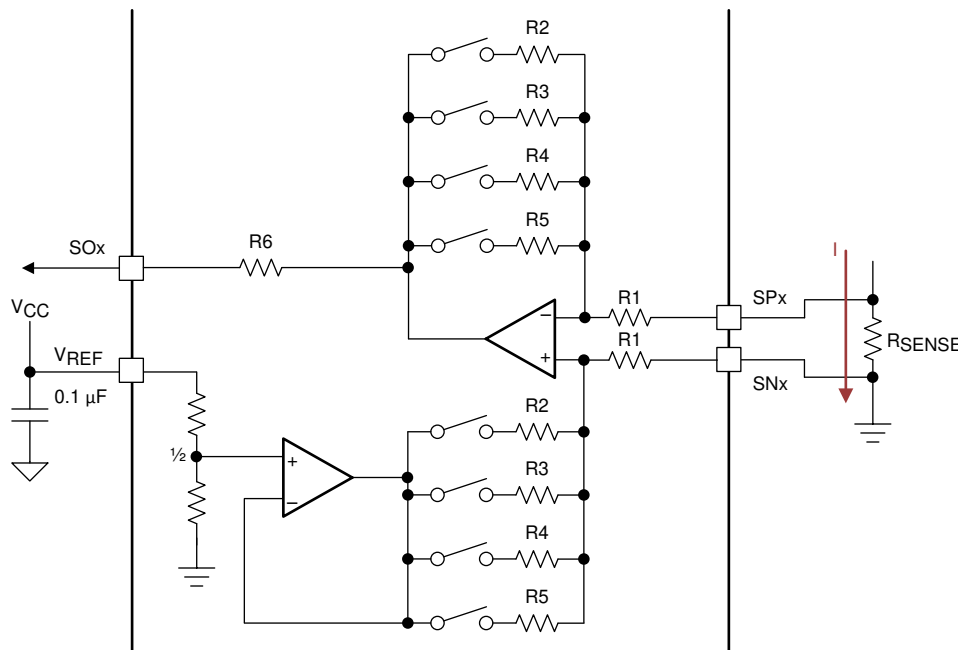 R2
R3
R4
R5
SOx
R6
I
R1
SPx
VCC
R1
RSENSE
VREF
SNx
0.1 µF
R2
½
R3
R4
R5
− 
+
+
−